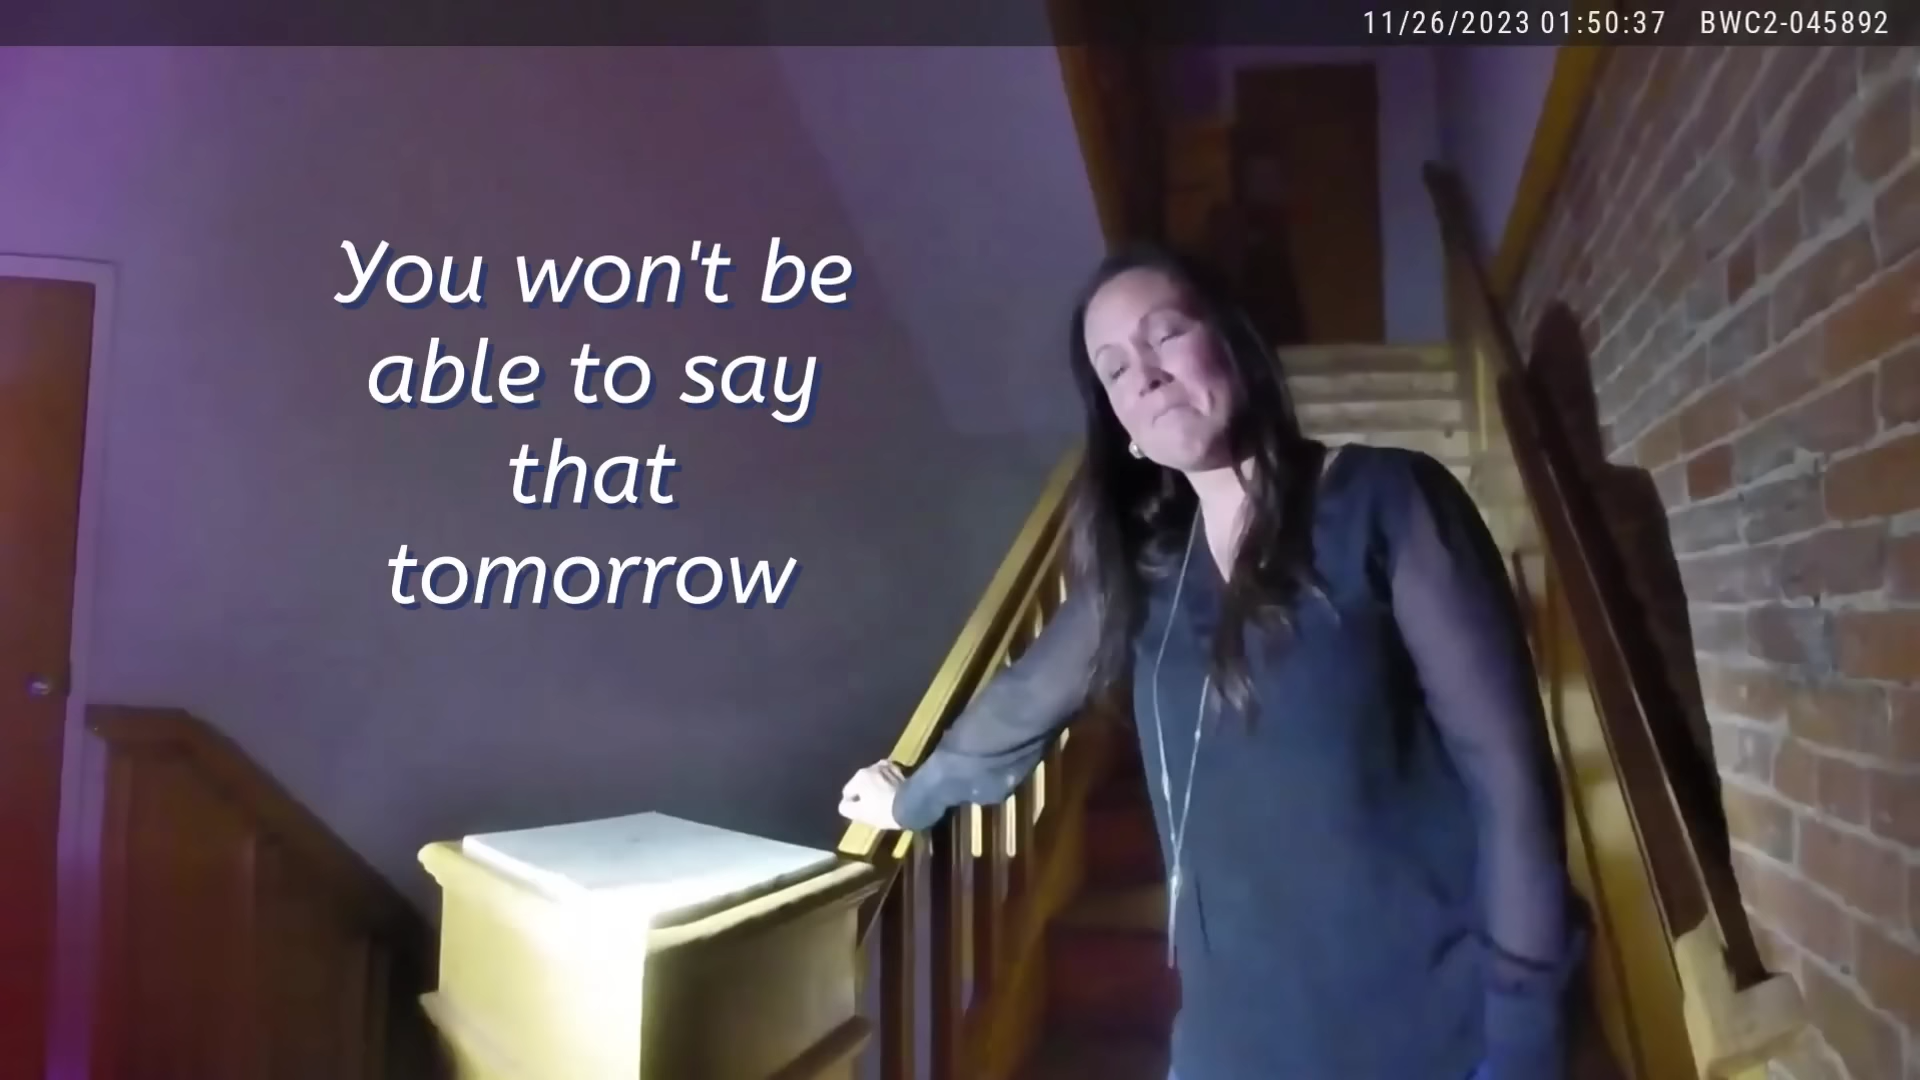 11/26/2023 01:50:37 BWC2-045892
You won't be
able to say
that
tomorrow